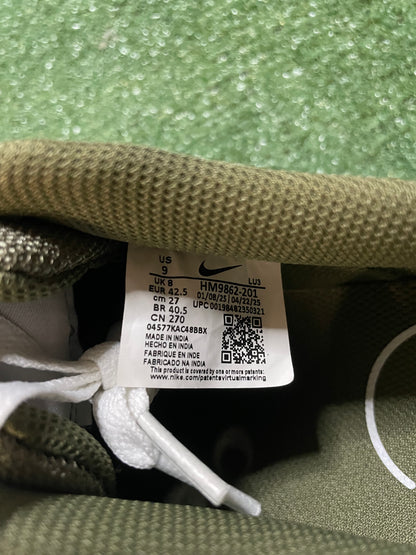 US
9
UK 8
EUR 42.5
cm 27
BR 40.5
CN 270
HM9862-201 LU3
01/08/25 04/22/25
UPC 00198482350321
04577KAC48BBX
MADE IN INDIA
HECHO EN INDIA
FABRIQUE EN INDE
FABRICADO NA INDIA
This product is covered by one or more patents:
www.nike.com/patentsvirtualmarking